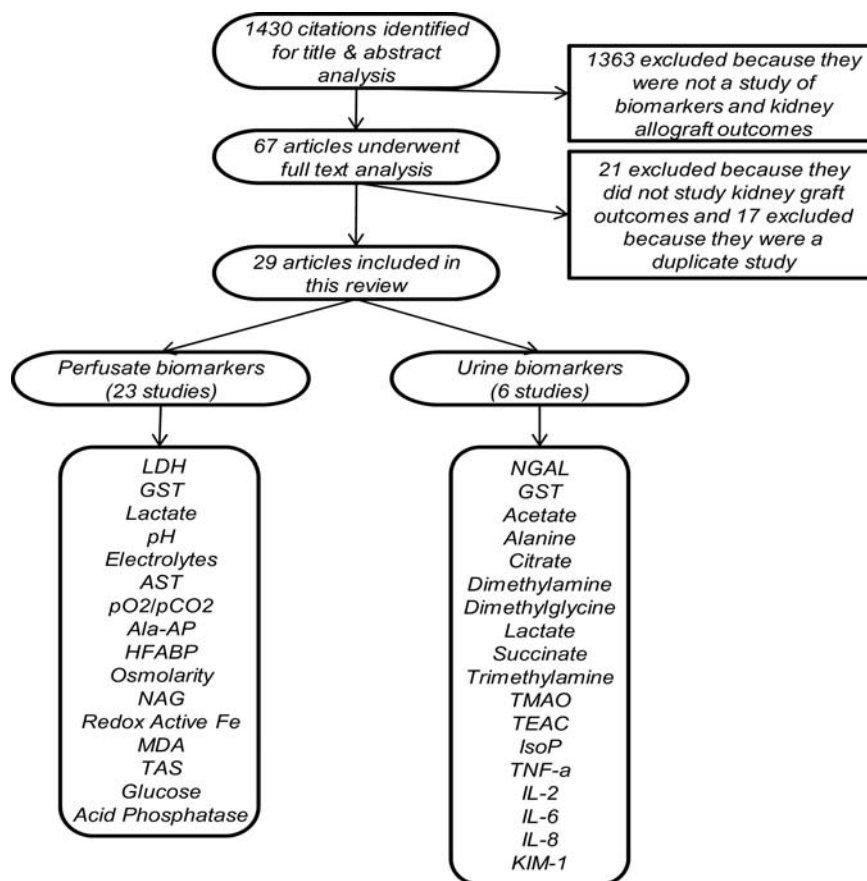 1430 citations identified
for title & abstract
analysis
1363 excluded because they
were not a study of
biomarkers and kidney
allograft outcomes
67 articles underwent
full text analysis
21 excluded because they
did not study kidney graft
outcomes and 17 excluded
because they were a
duplicate study
29 articles included in
this review
Perfusate biomarkers
(23 studies)
Urine biomarkers
(6 studies)
LDH
GST
Lactate
pH
Electrolytes
AST
pO2/pCO2
Ala-AP
HFABP
Osmolarity
NAG
Redox Active Fe
MDA
TAS
Glucose
Acid Phosphatase
NGAL
GST
Acetate
Alanine
Citrate
Dimethylamine
Dimethylglycine
Lactate
Succinate
Trimethylamine
TMAO
TEAC
IsoP
TNF-a
IL-2
IL-6
IL-8
KIM-1